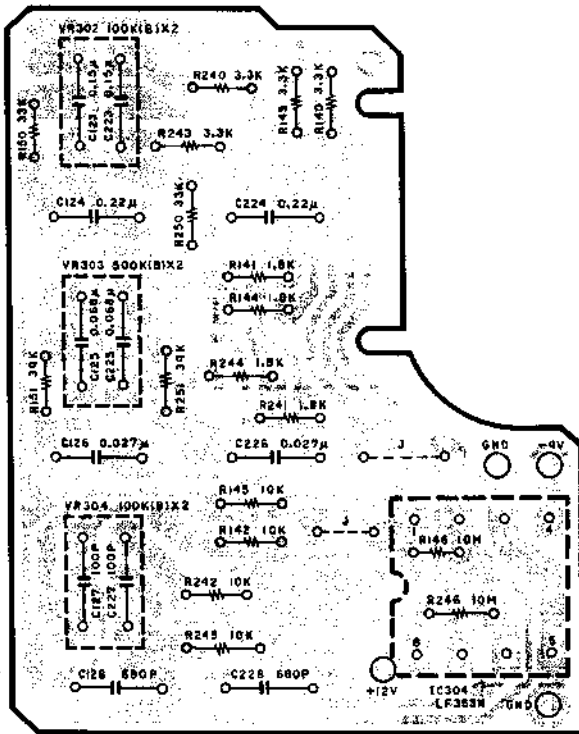 VR302 100K(B)X2
C123 0.15μ
C223 0.15μ
R150 33K
R240 3.3K
R143 3.3K
R140 3.3K
R243 3.3K
C124 0.22μ
R250 33K
C224 0.22μ
VR303 500K(B)X2
R141 1.8K
R144 1.8K
C125 0.068μ
C225 0.068μ
R151 39K
R251 39K
R244 1.8K
R241 1.8K
C126 0.027μ
C226 0.027μ
J
GND
-9V
VR304 100K(B)X2
R145 10K
R142 10K
J
C127 100P
C227 100P
1
4
R146 10M
R242 10K
R246 10M
R245 10K
8
5
C128 680P
C228 680P
+12V
IC304
LF353N
GND